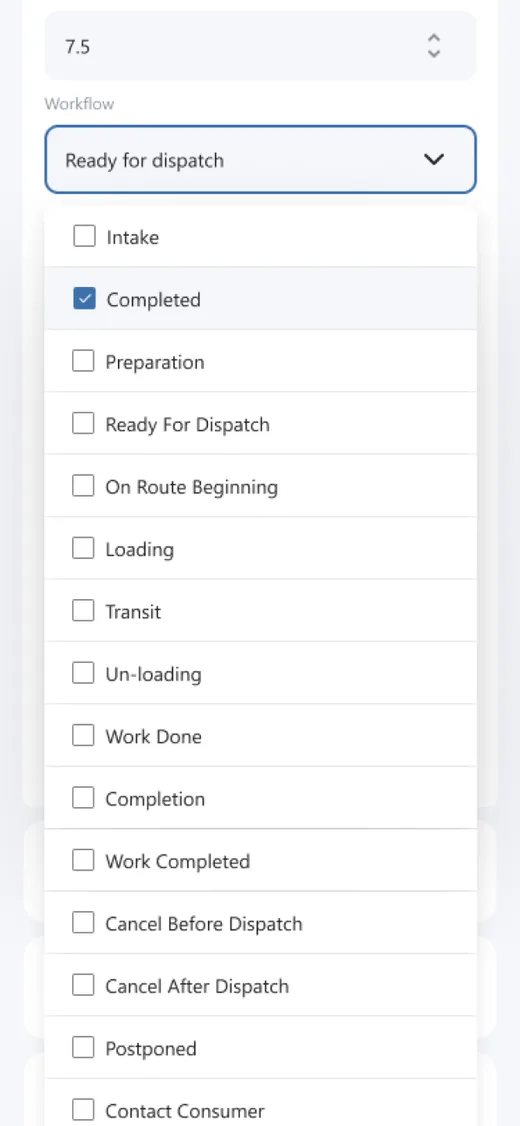 7.5
Workflow
Ready for dispatch
Intake
Completed
Preparation
Ready For Dispatch
On Route Beginning
Loading
Transit
Un-loading
Work Done
Completion
Work Completed
Cancel Before Dispatch
Cancel After Dispatch
Postponed
Contact Consumer